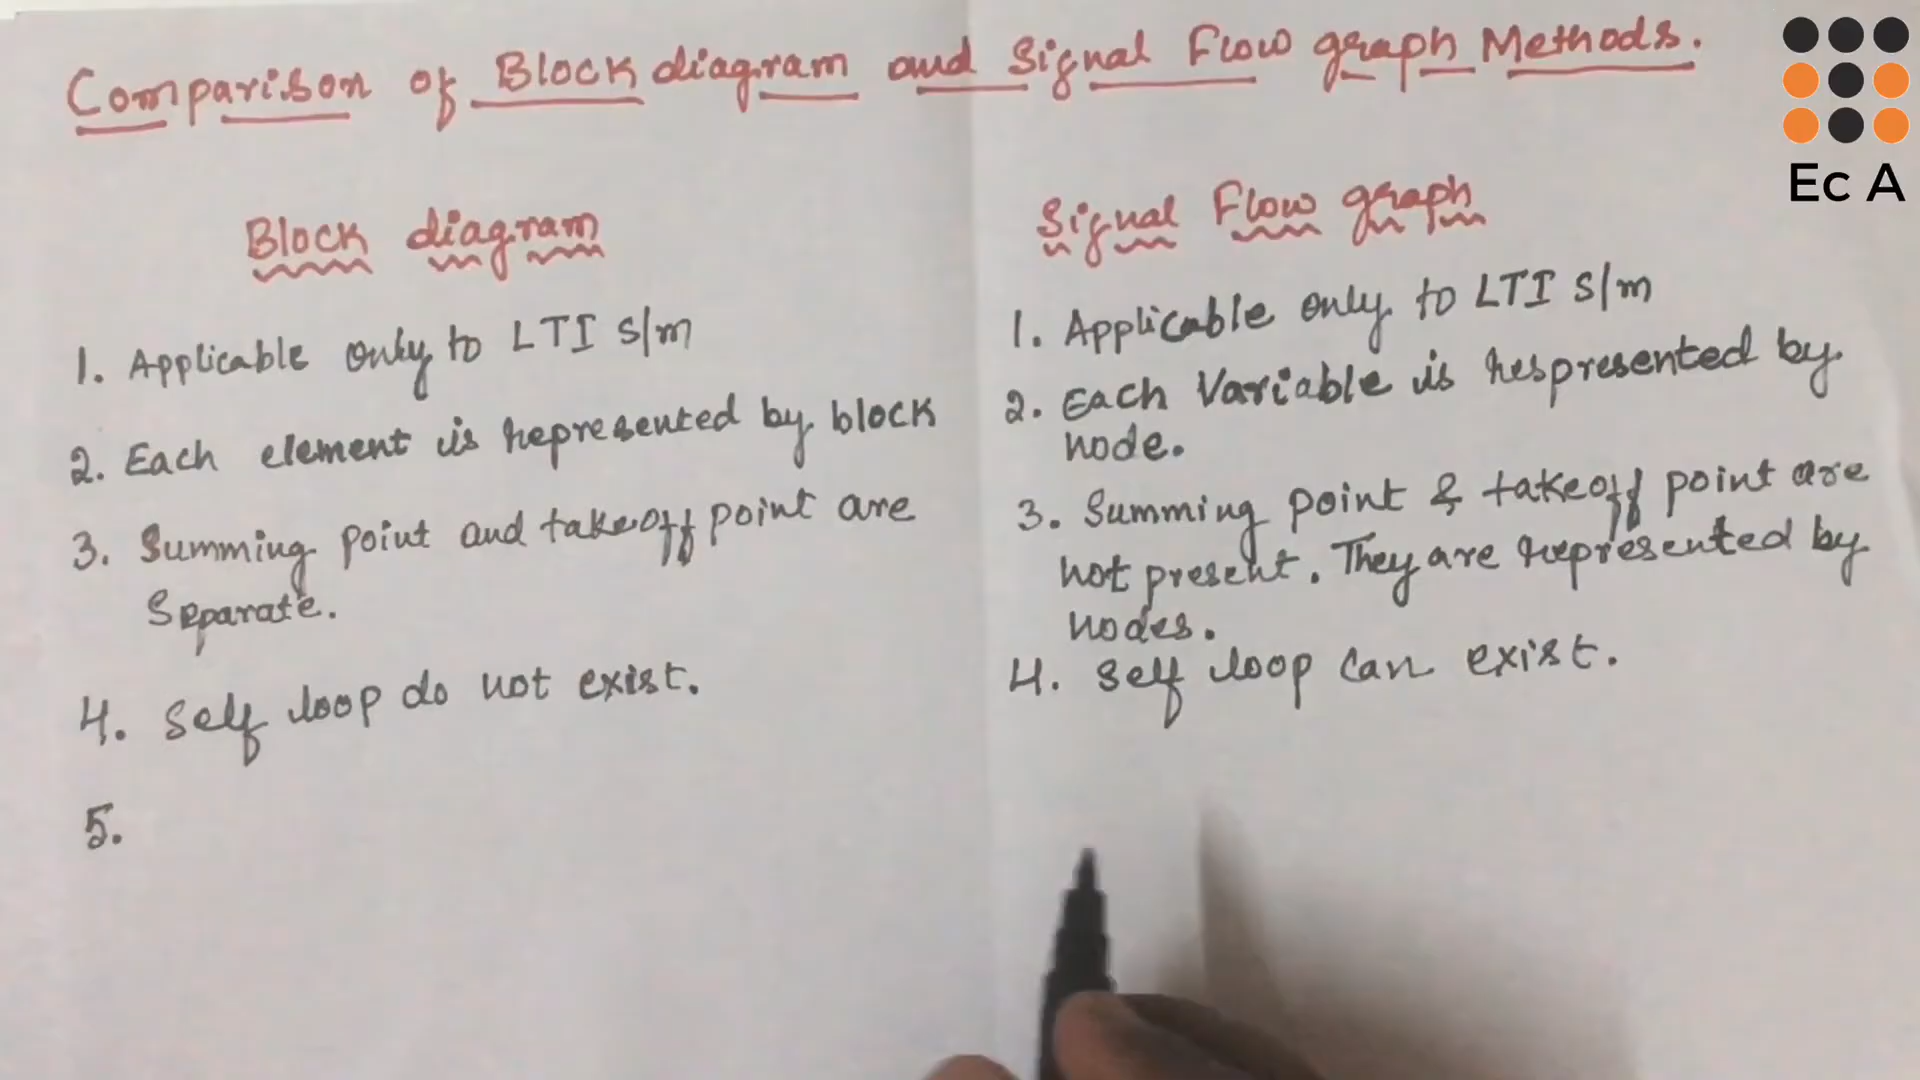 Comparison of Block diagram and Signal Flow graph Methods.
Ec A
Block diagram
1. Applicable only to LTI S/m
2. Each element is represented by block
3. Summing point and takeoff point are
Separate.
4. Self loop do not exist.
5.
Signal Flow graph
1. Applicable only to LTI S/m
2. Each Variable is respresented by
node.
3. Summing point & takeoff point are
not present. They are represented by
nodes.
4. Self loop can exist.